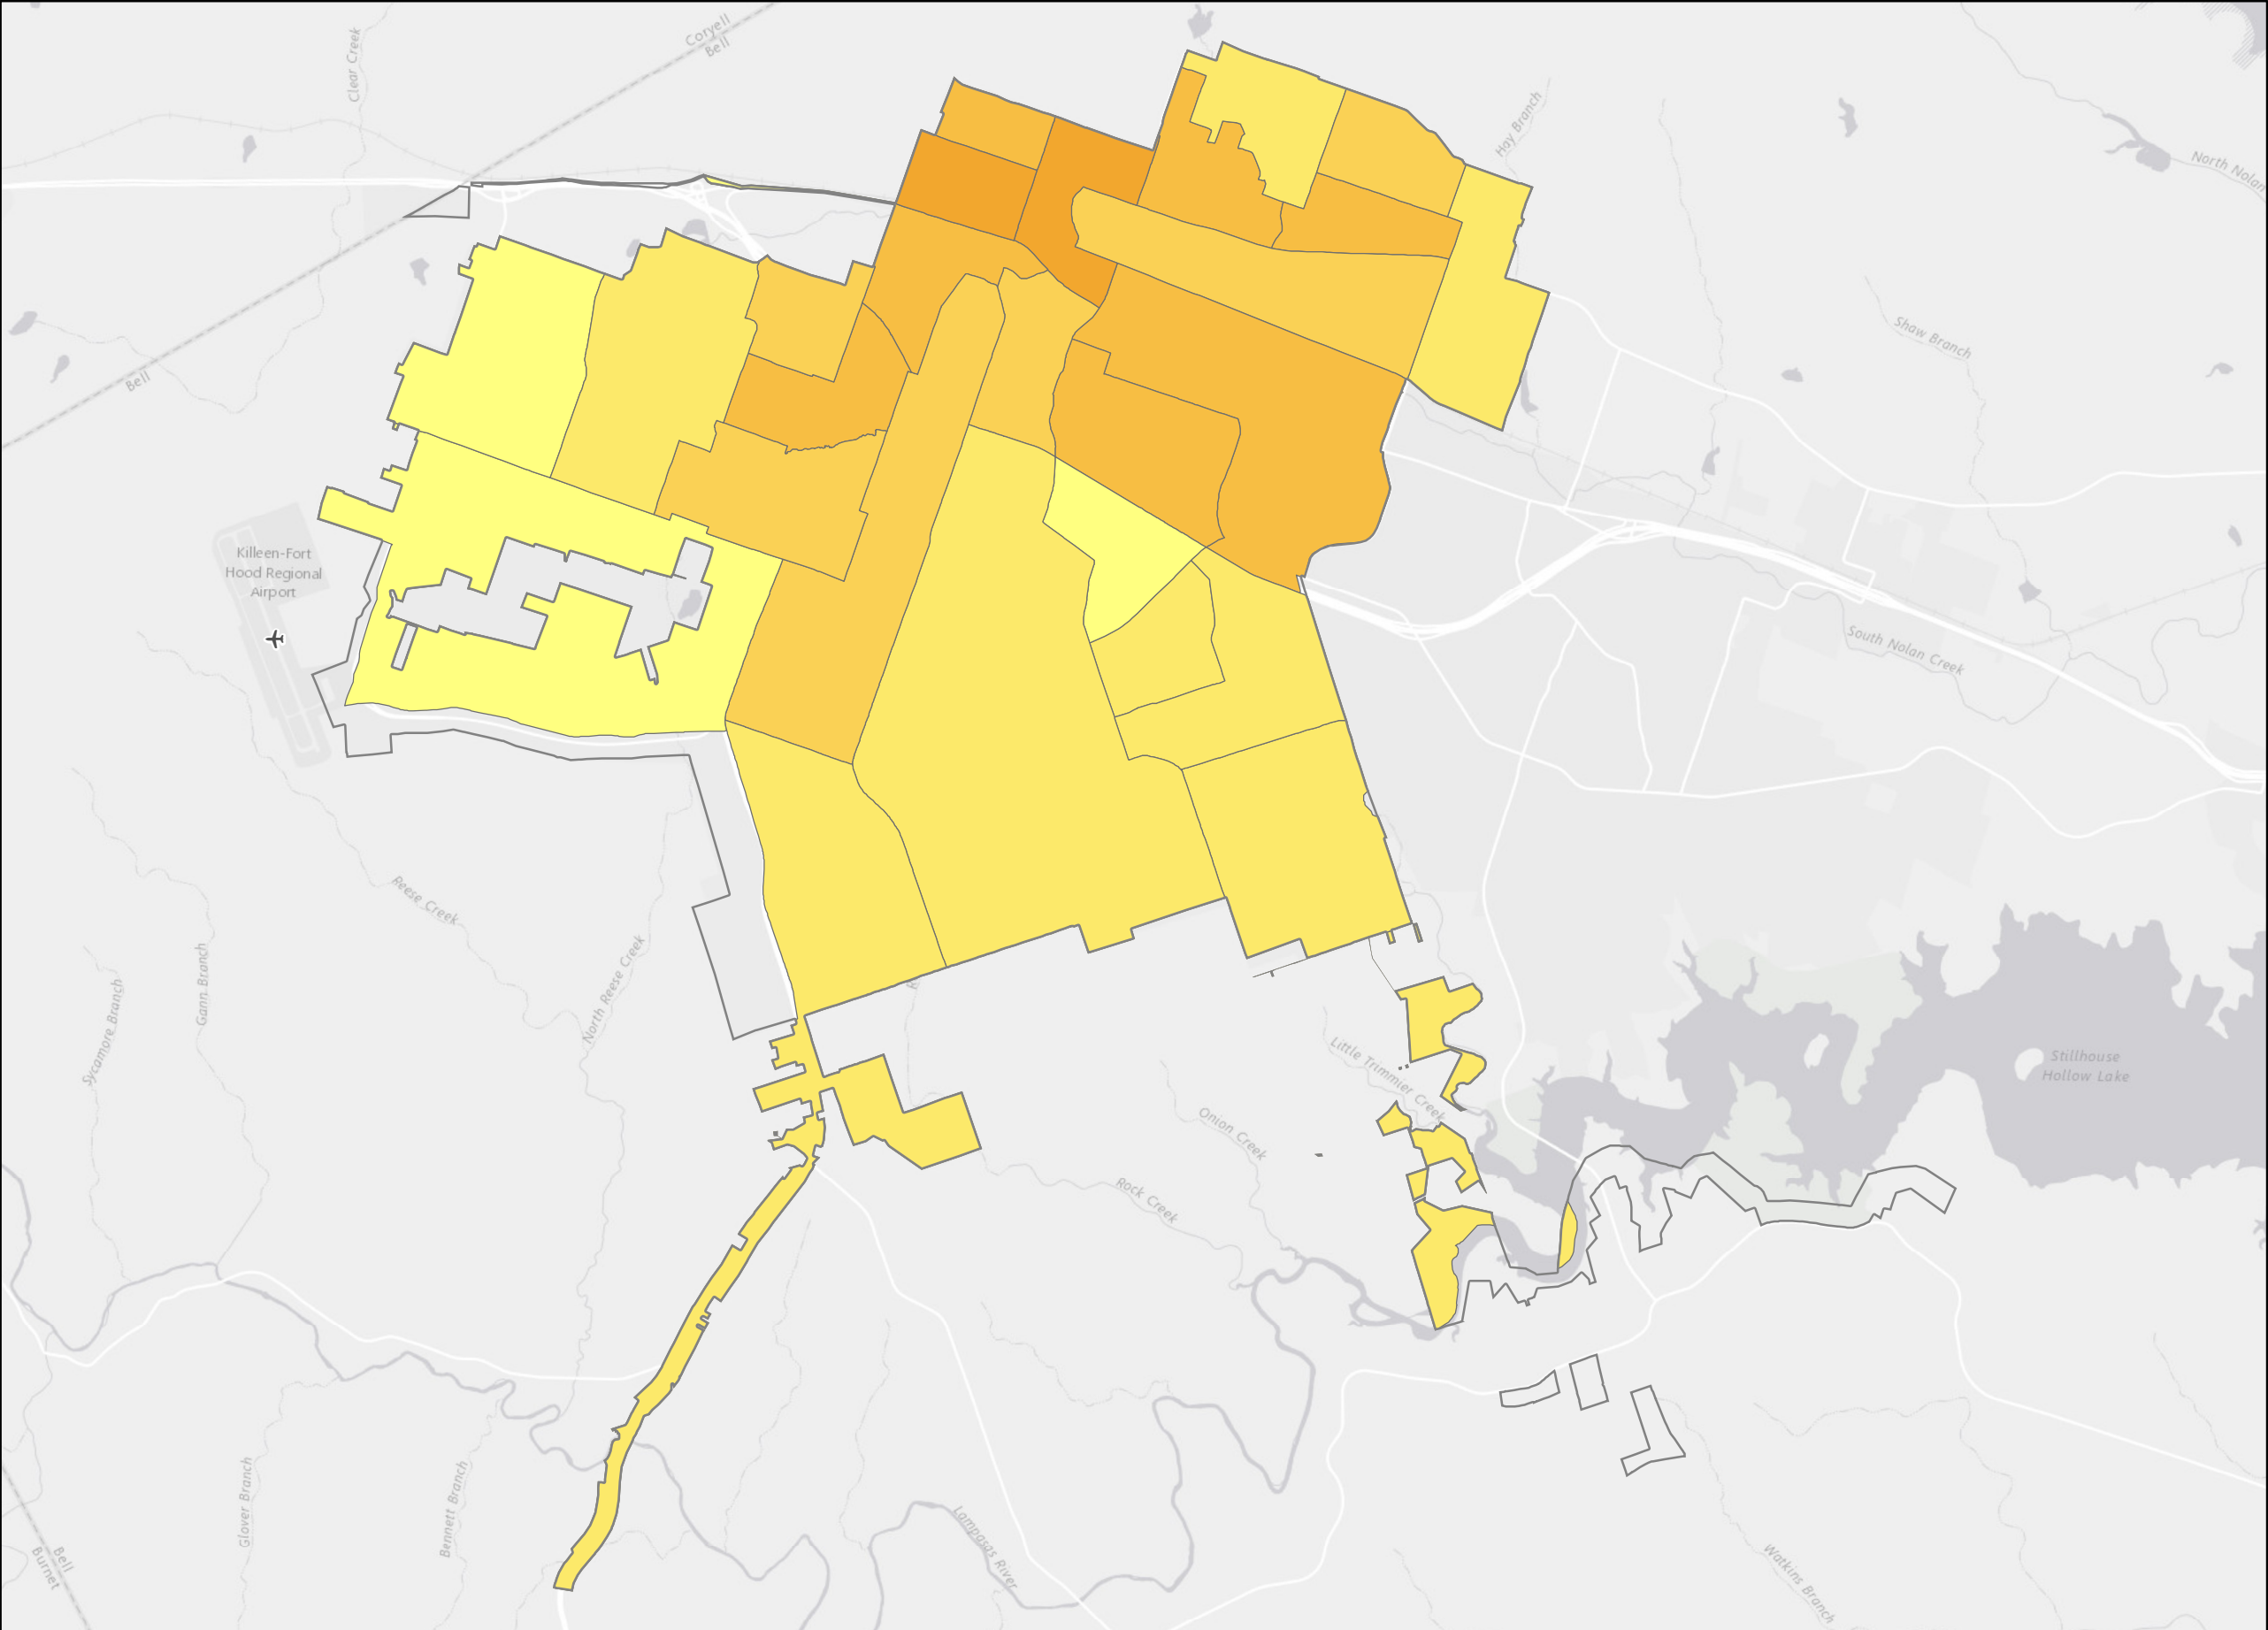 Coryell
Bell
Clear Creek
Hay Branch
North Nolan
Shaw Branch
Bell
Killeen-Fort
Hood Regional
Airport
South Nolan Creek
Reese Creek
North Reese Creek
Gann Branch
Sycamore Branch
Little Trimmier Creek
Stillhouse
Hollow Lake
Onion Creek
Rock Creek
Glover Branch
Bennett Branch
Lampasas River
Watkins Branch
Bell
Burnet